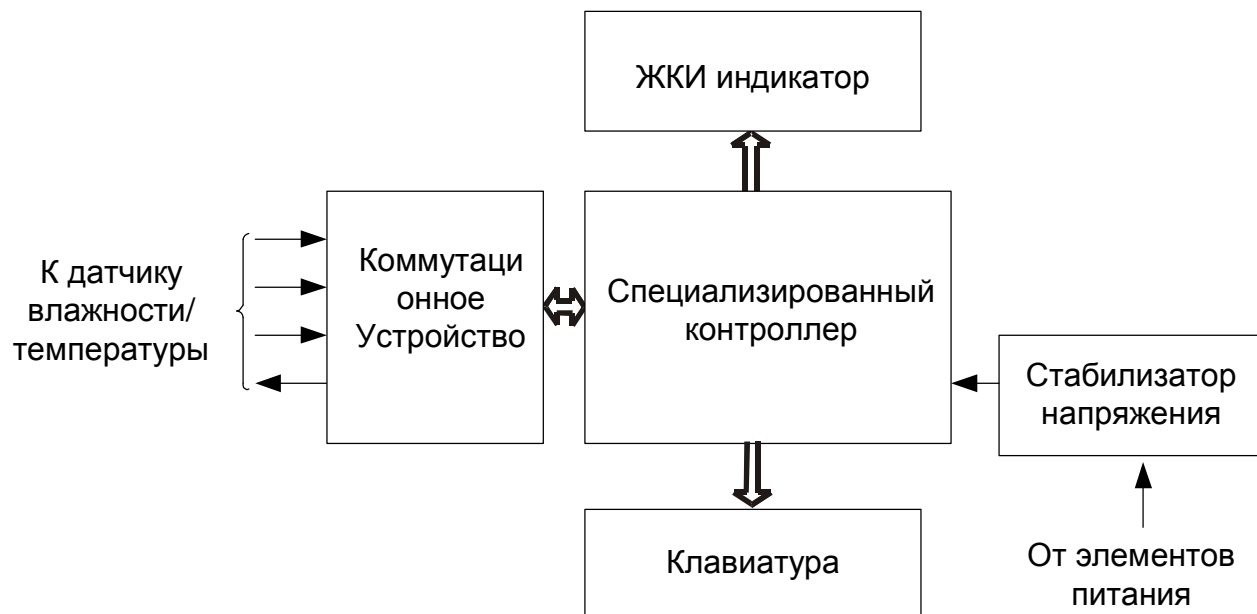 ЖКИ индикатор
К датчику
влажности/
температуры
Коммутаци
онное
Устройство
Специализированный
контроллер
Стабилизатор
напряжения
Клавиатура
От элементов
питания